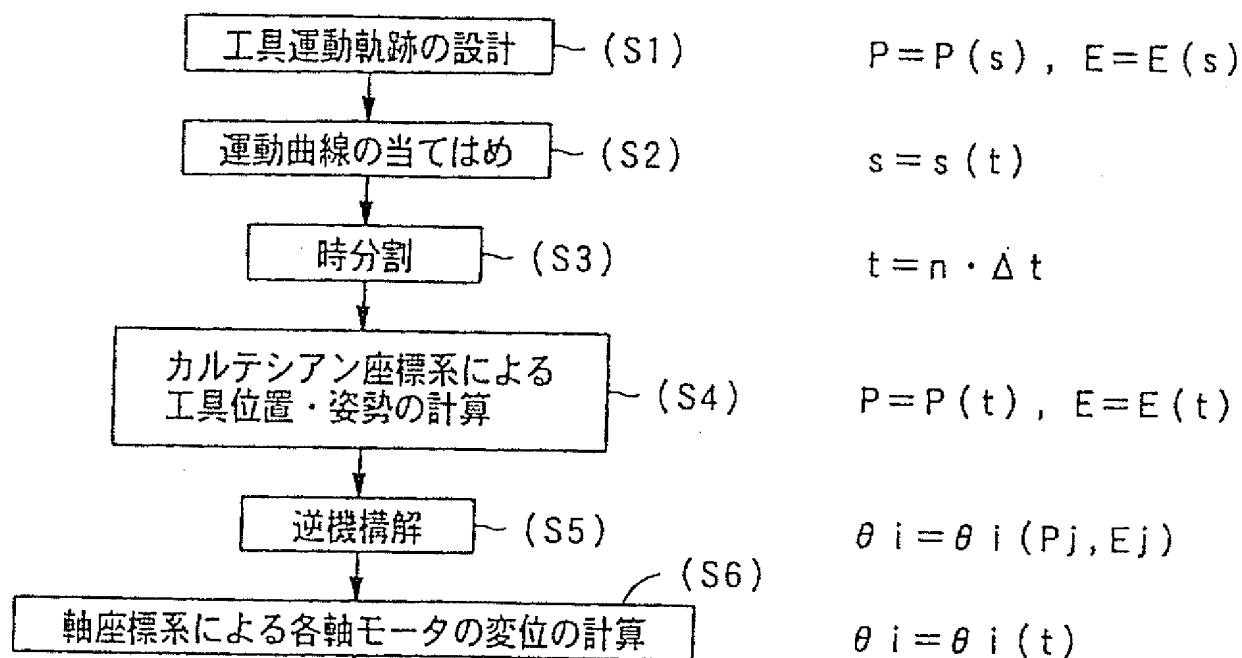 工具運動軌跡の設計 (S1) P=P(s), E=E(s)
運動曲線の当てはめ (S2) s=s(t)
時分割 (S3) t=n・Δt
カルテシアン座標系による
工具位置・姿勢の計算 (S4) P=P(t), E=E(t)
逆機構解 (S5) θi=θi(Pj,Ej)
(S6)
軸座標系による各軸モータの変位の計算 θi=θi(t)